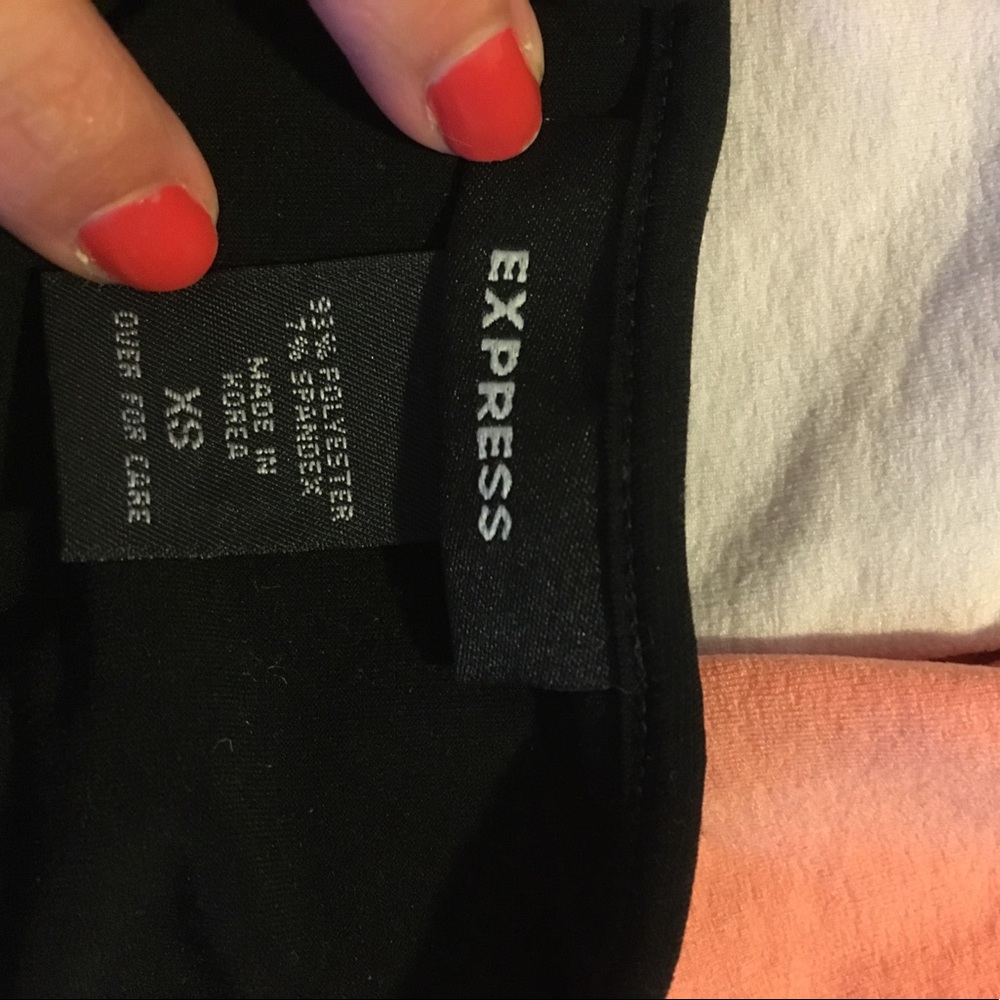 EXPRESS
93% POLYESTER
7% SPANDEX
MADE IN
KOREA
XS
OVER FOR CARE